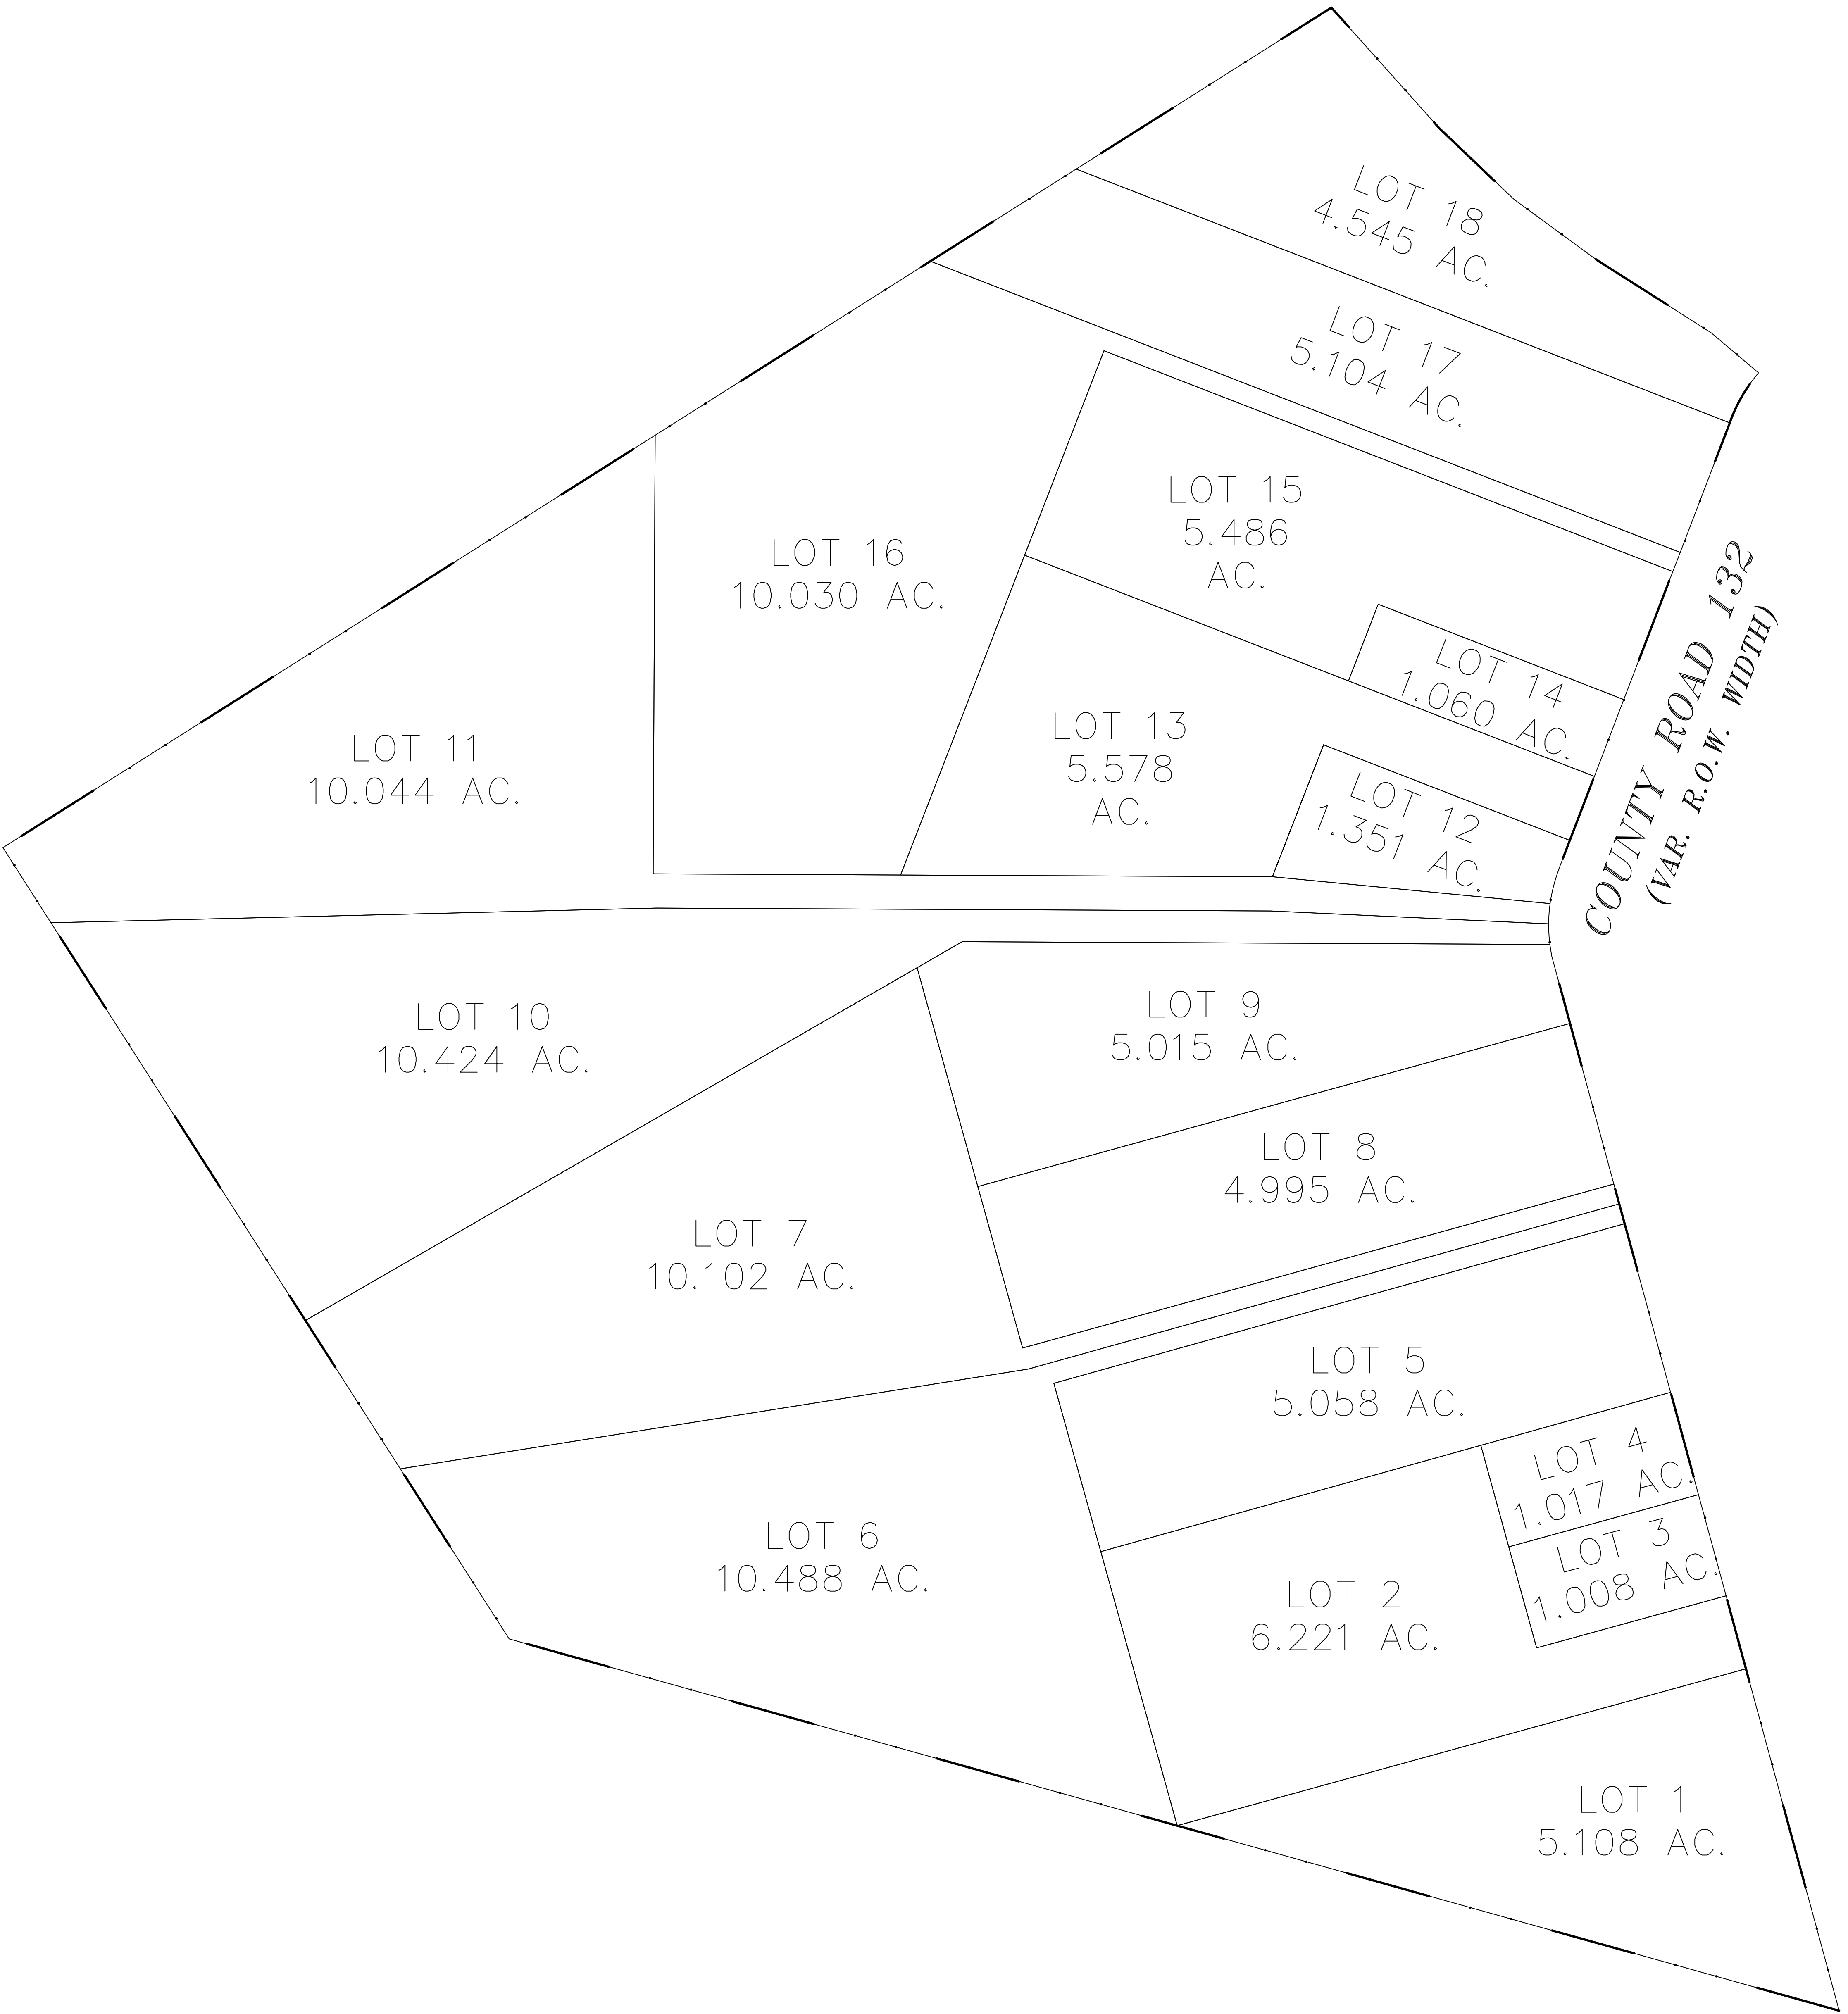 LOT 18
4.545 AC.
LOT 17
5.104 AC.
LOT 15
5.486
AC.
LOT 16
10.030 AC.
LOT 14
1.060 AC.
COUNTY ROAD 132
(VAR. R.O.W. WIDTH)
LOT 13
5.578
AC.
LOT 11
10.044 AC.
LOT 12
1.351 AC.
LOT 9
5.015 AC.
LOT 10
10.424 AC.
LOT 8
4.995 AC.
LOT 7
10.102 AC.
LOT 5
5.058 AC.
LOT 4
1.017 AC.
LOT 3
1.008 AC.
LOT 6
10.488 AC.
LOT 2
6.221 AC.
LOT 1
5.108 AC.